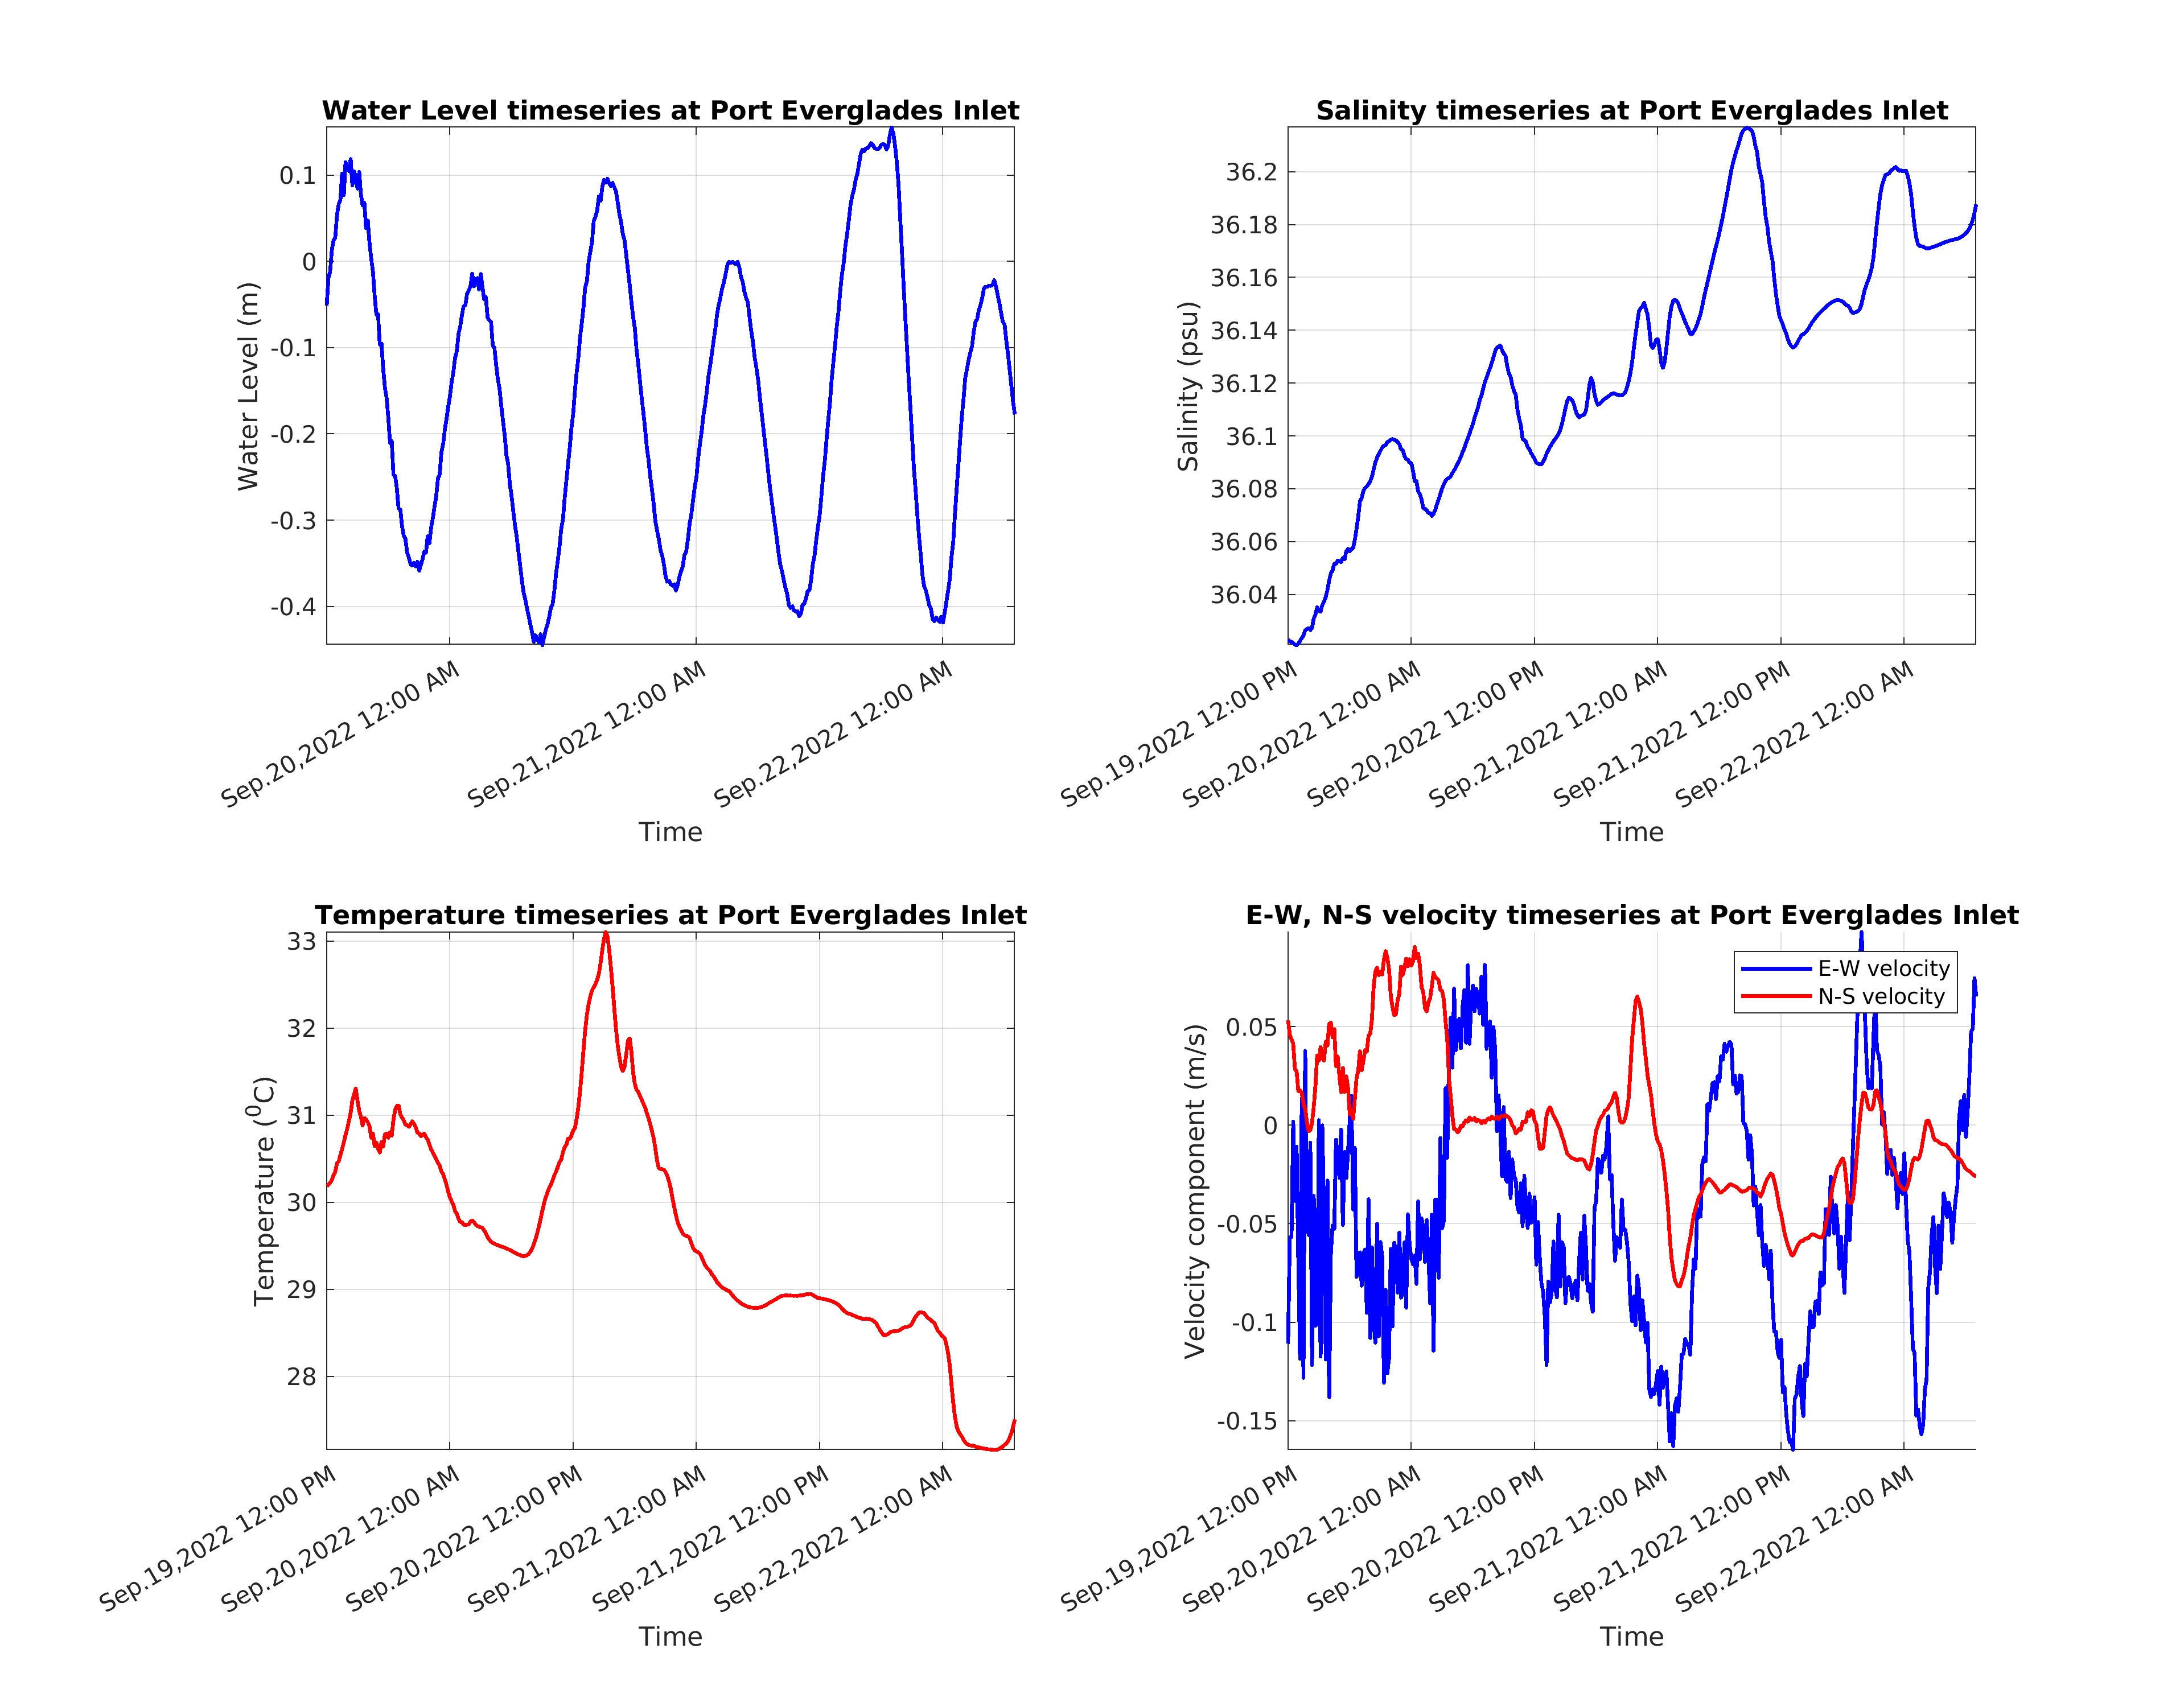 Water Level timeseries at Port Everglades Inlet
Water Level (m)
0.1
0
-0.1
-0.2
-0.3
-0.4
Sep.20,2022 12:00 AM
Sep.21,2022 12:00 AM
Sep.22,2022 12:00 AM
Time
Salinity timeseries at Port Everglades Inlet
Salinity (psu)
36.2
36.18
36.16
36.14
36.12
36.1
36.08
36.06
36.04
Sep.19,2022 12:00 PM
Sep.20,2022 12:00 AM
Sep.20,2022 12:00 PM
Sep.21,2022 12:00 AM
Sep.21,2022 12:00 PM
Sep.22,2022 12:00 AM
Time
Temperature timeseries at Port Everglades Inlet
Temperature (⁰C)
33
32
31
30
29
28
Sep.19,2022 12:00 PM
Sep.20,2022 12:00 AM
Sep.20,2022 12:00 PM
Sep.21,2022 12:00 AM
Sep.21,2022 12:00 PM
Sep.22,2022 12:00 AM
Time
E-W, N-S velocity timeseries at Port Everglades Inlet
E-W velocity
N-S velocity
Velocity component (m/s)
0.05
0
-0.05
-0.1
-0.15
Sep.19,2022 12:00 PM
Sep.20,2022 12:00 AM
Sep.20,2022 12:00 PM
Sep.21,2022 12:00 AM
Sep.21,2022 12:00 PM
Sep.22,2022 12:00 AM
Time